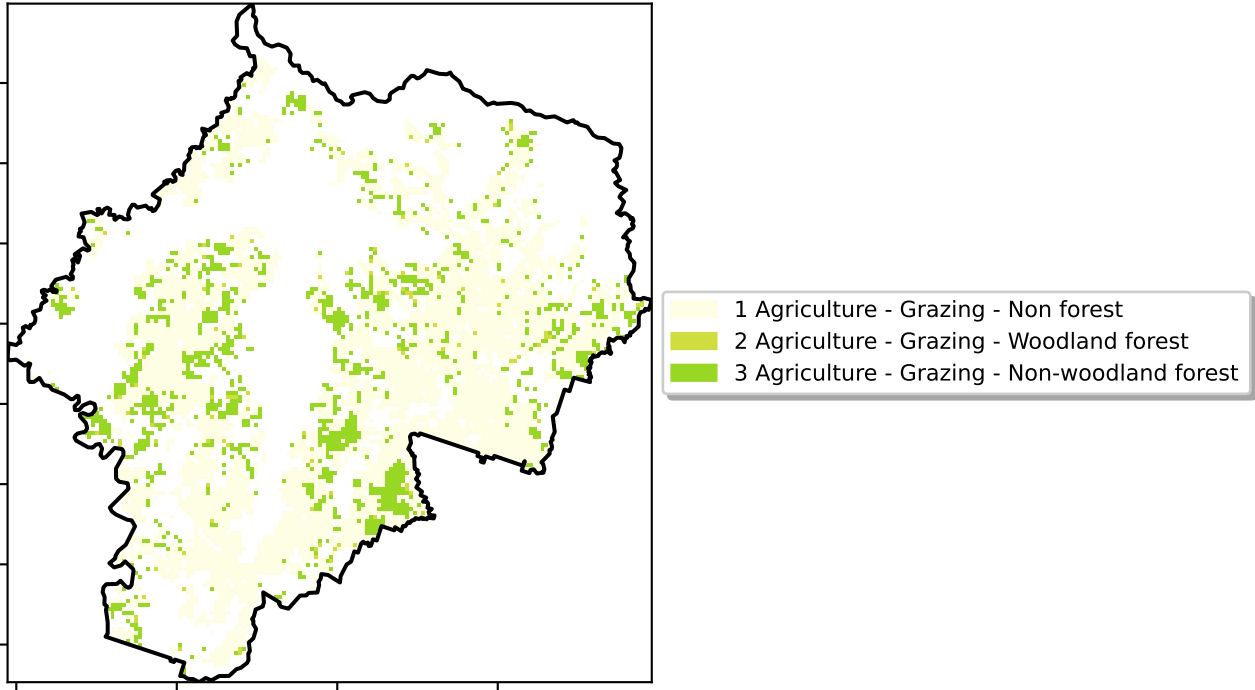 1 Agriculture - Grazing - Non forest
2 Agriculture - Grazing - Woodland forest
3 Agriculture - Grazing - Non-woodland forest